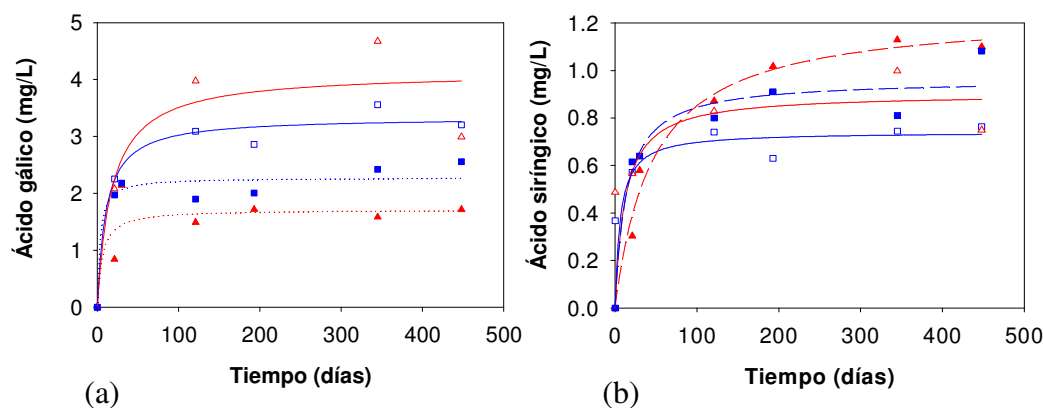 Ácido gálico (mg/L)
5
4
3
2
1
0
0 100 200 300 400 500
Tiempo (días)
(a)
Ácido siríngico (mg/L)
1.2
1.0
0.8
0.6
0.4
0.2
0.0
0 100 200 300 400 500
Tiempo (días)
(b)